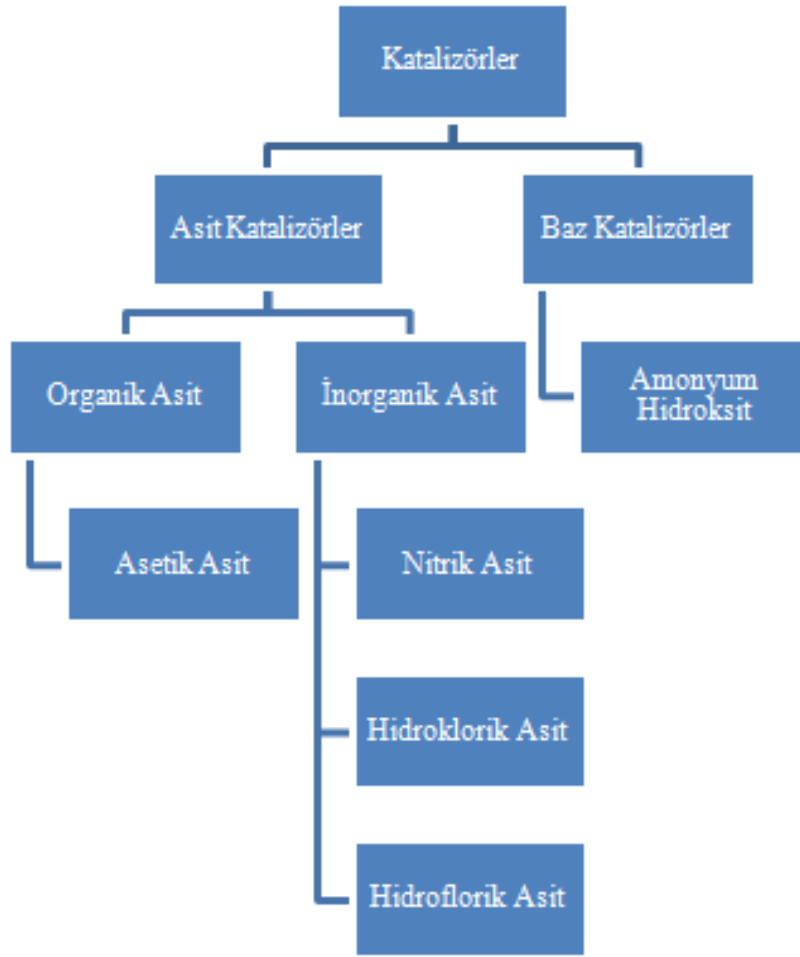 Katalizörler
Asit Katalizörler
Baz Katalizörler
Organik Asit
İnorganik Asit
Amonyum
Hidroksit
Asetik Asit
Nitrik Asit
Hidroklorik Asit
Hidroflorik Asit